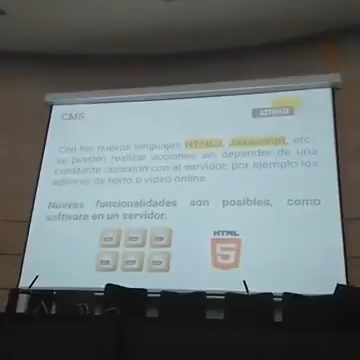 CMS
Con los nuevos lenguajes HTML5, Javascript, etc.
se pueden realizar acciones sin depender de una
constante conexión con el servidor, por ejemplo los
editores de texto o video online.
Nuevas funcionalidades son posibles, como
software en un servidor.
HTML
5